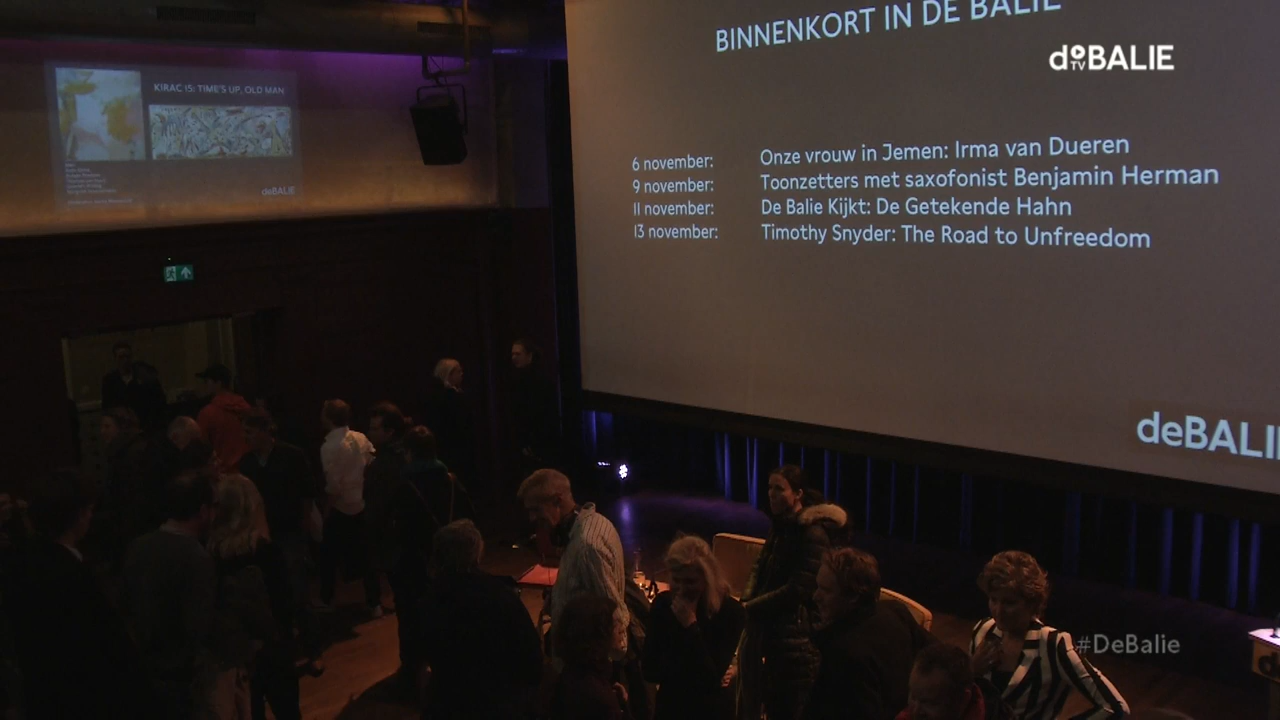 BINNENKORT IN DE BALIE
doBALIE
TV
KIRAC 15: TIME'S UP, OLD MAN
6 november: Onze vrouw in Jemen: Irma van Dueren
9 november: Toonzetters met saxofonist Benjamin Herman
11 november: De Balie Kijkt: De Getekende Hahn
13 november: Timothy Snyder: The Road to Unfreedom
deBALIE
deBALIE
#DeBalie